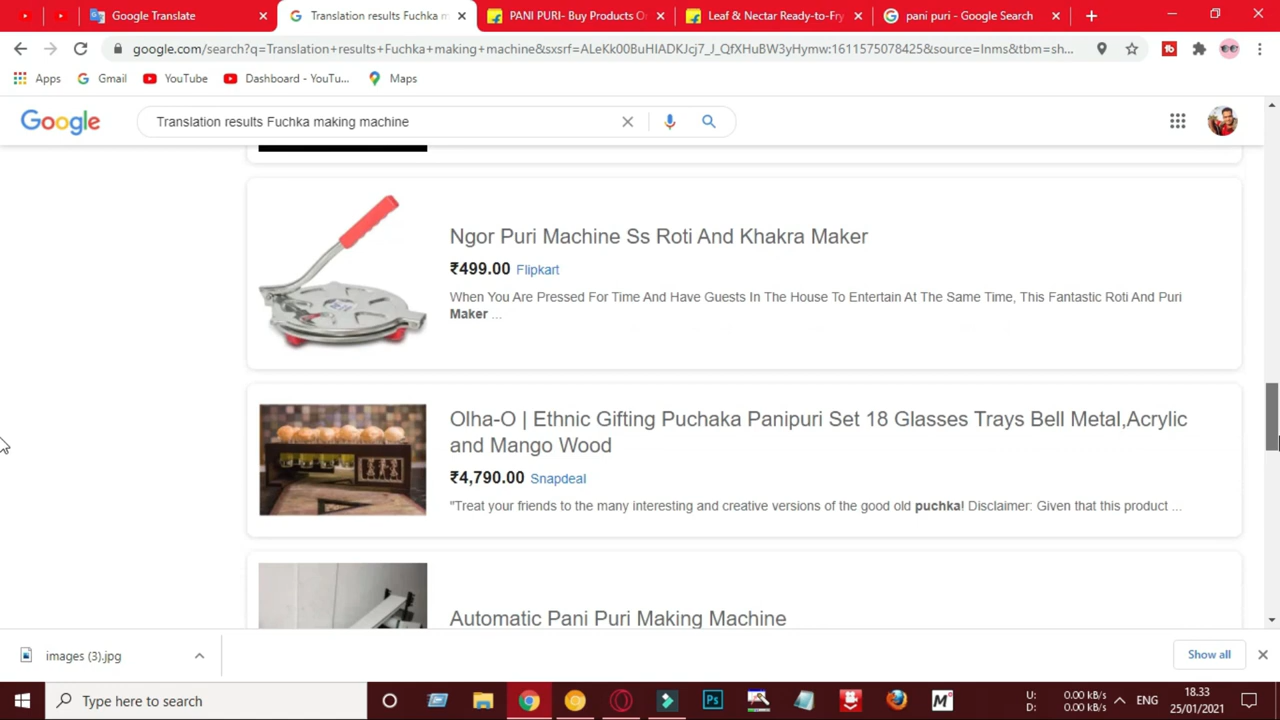 Google Translate
Translation results Fuchka m
PANI PURI- Buy Products O
Leaf & Nectar Ready-to-Fry
pani puri - Google Search
google.com/search?q=Translation+results+Fuchka+making+machine&sxsrf=ALeKk00BuHIADKJcj7_J_QfXHuBW3yHymw:1611575078425&source=lnms&tbm=sh...
Apps
Gmail
YouTube
Dashboard - YouTu...
Maps
Google
Translation results Fuchka making machine
Ngor Puri Machine Ss Roti And Khakra Maker
₹499.00 Flipkart
When You Are Pressed For Time And Have Guests In The House To Entertain At The Same Time, This Fantastic Roti And Puri
Maker ...
Olha-O | Ethnic Gifting Puchaka Panipuri Set 18 Glasses Trays Bell Metal,Acrylic
and Mango Wood
₹4,790.00 Snapdeal
"Treat your friends to the many interesting and creative versions of the good old puchka! Disclaimer: Given that this product ...
Automatic Pani Puri Making Machine
images (3).jpg
Show all
Type here to search
Ps
M
U: 0.00 kB/s
D: 0.00 kB/s
ENG
18.33
25/01/2021